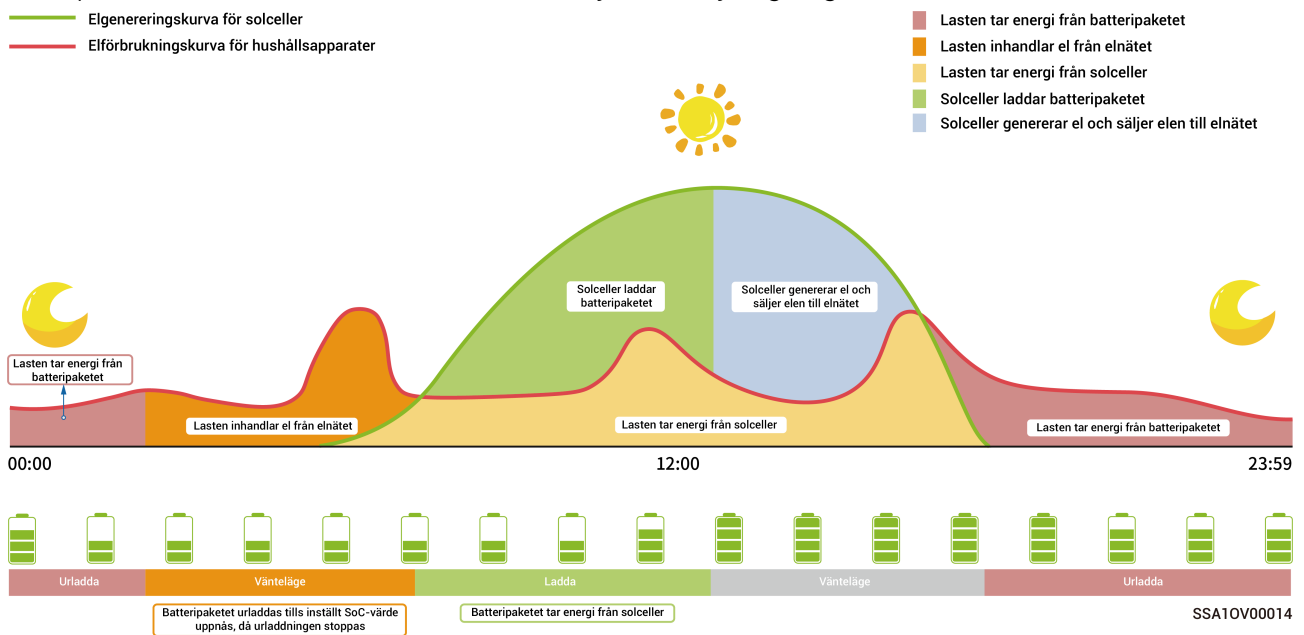 Elgenereringskurva för solceller
Elförbrukningskurva för hushållsapparater
Lasten tar energi från batteripaketet
Lasten inhandlar el från elnätet
Lasten tar energi från solceller
Solceller laddar batteripaketet
Solceller genererar el och säljer elen till elnätet
Solceller laddar
batteripaketet
Solceller genererar el och
säljer elen till elnätet
Lasten tar energi från
batteripaketet
Lasten inhandlar el från elnätet
Lasten tar energi från solceller
Lasten tar energi från batteripaketet
00:00
12:00
23:59
Urladda
Vänteläge
Ladda
Vänteläge
Urladda
Batteripaketet urladdas tills inställt SoC-värde
uppnås, då urladdningen stoppas
Batteripaketet tar energi från solceller
SSA1OV00014